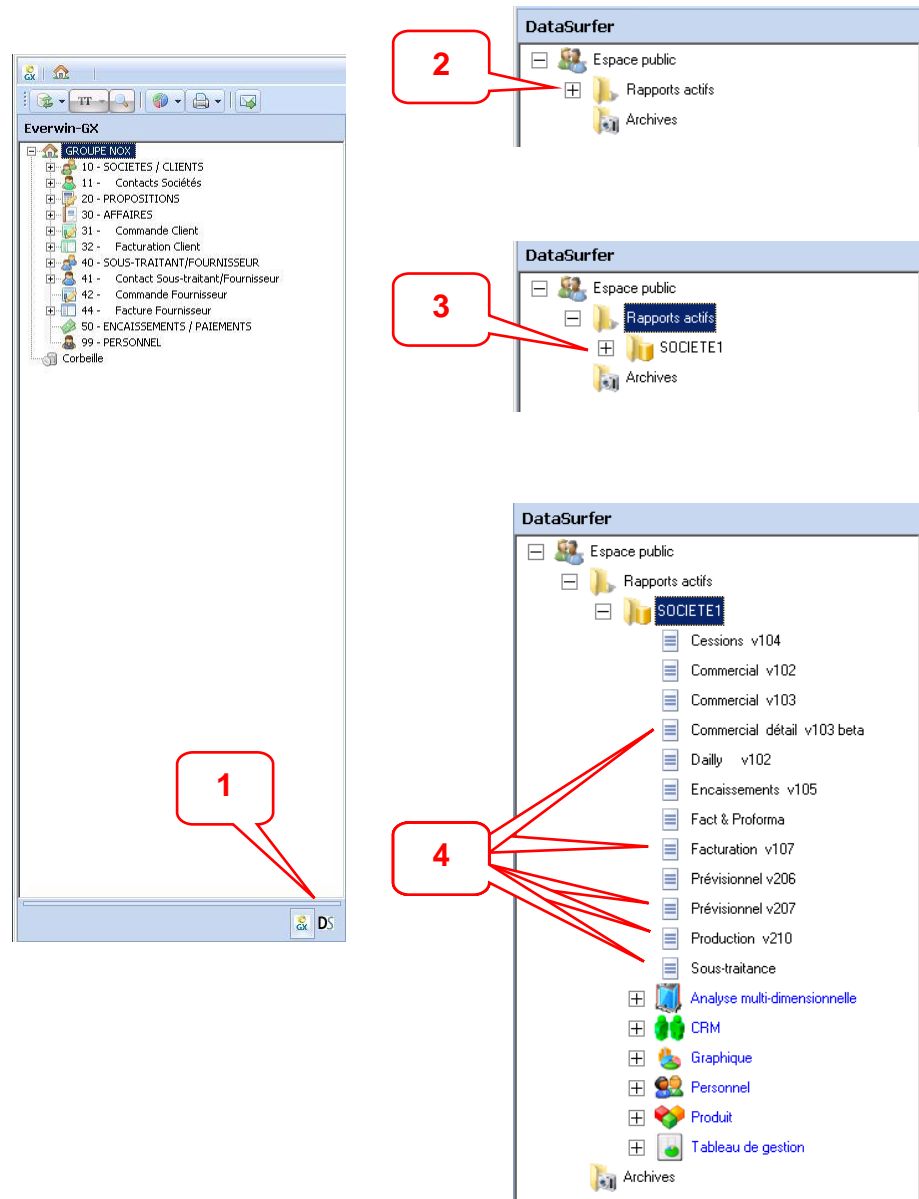 GX
TT
Everwin-GX
GROUPE NOX
10 - SOCIETES / CLIENTS
11 - Contacts Sociétés
20 - PROPOSITIONS
30 - AFFAIRES
31 - Commande Client
32 - Facturation Client
40 - SOUS-TRAITANT/FOURNISSEUR
41 - Contact Sous-traitant/Fournisseur
42 - Commande Fournisseur
44 - Facture Fournisseur
50 - ENCAISSEMENTS / PAIEMENTS
99 - PERSONNEL
Corbeille
1
GX DS
2
DataSurfer
Espace public
Rapports actifs
Archives
3
DataSurfer
Espace public
Rapports actifs
SOCIETE1
Archives
4
DataSurfer
Espace public
Rapports actifs
SOCIETE1
Cessions v104
Commercial v102
Commercial v103
Commercial détail v103 beta
Dailly v102
Encaissements v105
Fact & Proforma
Facturation v107
Prévisionnel v206
Prévisionnel v207
Production v210
Sous-traitance
Analyse multi-dimensionnelle
CRM
Graphique
Personnel
Produit
Tableau de gestion
Archives